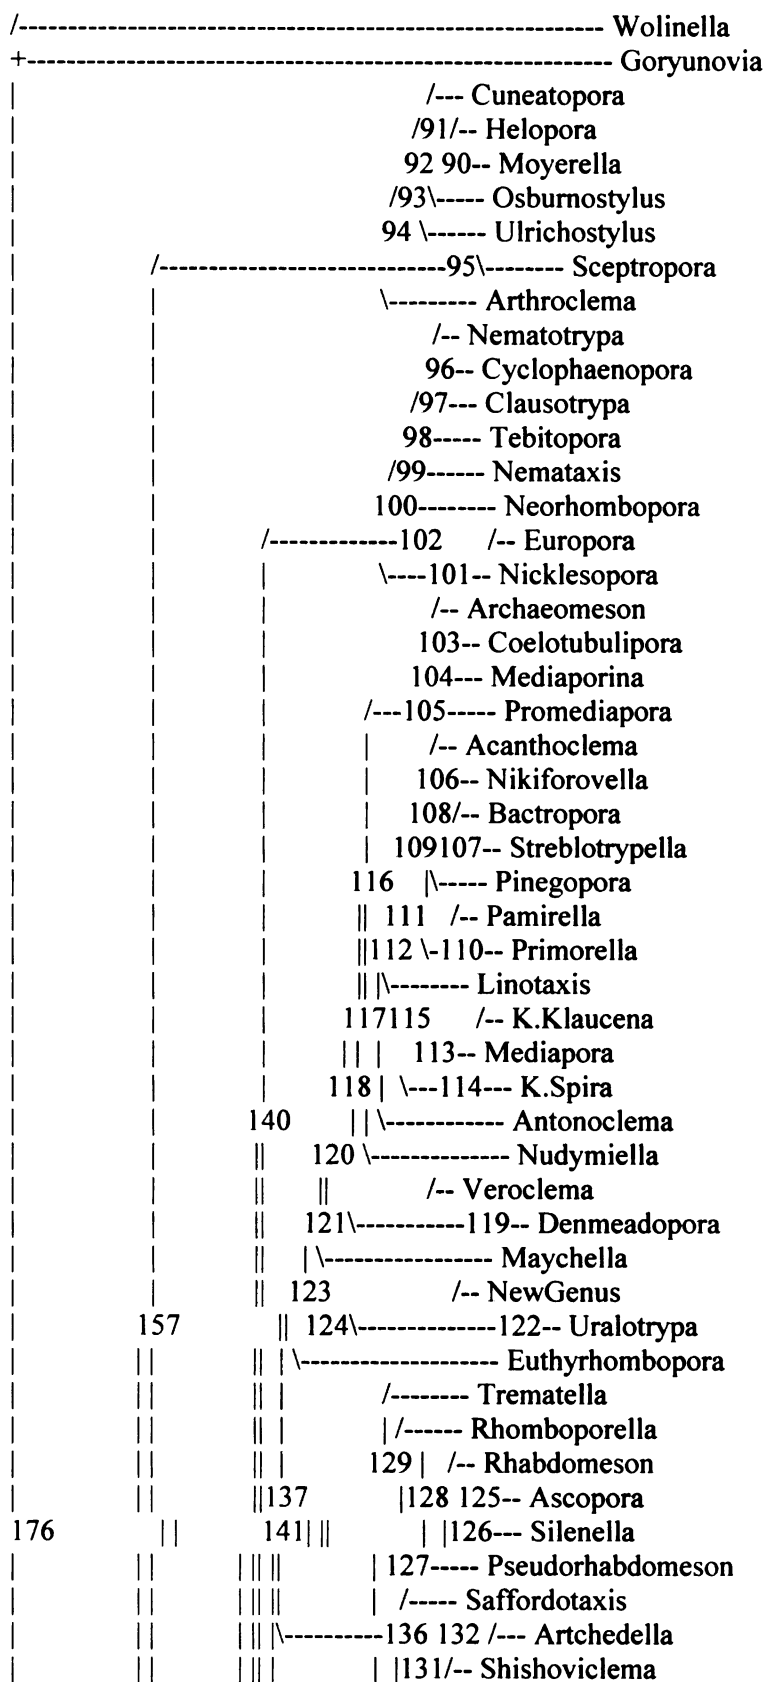 /----------------------------------------------------------- Wolinella
+----------------------------------------------------------- Goryunovia
| /--- Cuneatopora
| /91/-- Helopora
| 92 90-- Moyerella
| /93\----- Osburnostylus
| 94 \------ Ulrichostylus
| /-----------------------------95\-------- Sceptropora
| | \--------- Arthroclema
| | /-- Nematotrypa
| | 96-- Cyclophaenopora
| | /97--- Clausotrypa
| | 98----- Tebitopora
| | /99------ Nemataxis
| | 100-------- Neorhombopora
| | /-------------102 /-- Europora
| | | \----101-- Nicklesopora
| | | /-- Archaeomeson
| | | 103-- Coelotubulipora
| | | 104--- Mediaporina
| | | /---105----- Promediapora
| | | | /-- Acanthoclema
| | | | 106-- Nikiforovella
| | | | 108/-- Bactropora
| | | | 109107-- Streblotrypella
| | | 116 |\----- Pinegopora
| | | || 111 /-- Pamirella
| | | ||112 \-110-- Primorella
| | | || |\-------- Linotaxis
| | | 117115 /-- K.Klaucena
| | | || | 113-- Mediapora
| | | 118| \---114--- K.Spira
| | 140 ||\------------ Antonoclema
| | || 120 \-------------- Nudymiella
| | || || /-- Veroclema
| | || 121\-----------119-- Denmeadopora
| | || |\----------------- Maychella
| | || 123 /-- NewGenus
| 157 || 124\--------------122-- Uralotrypa
| || || |\-------------------- Euthyrhombopora
| || || | /-------- Trematella
| || || | |/------ Rhomboporella
| || || | 129| /-- Rhabdomeson
| || ||137 |128 125-- Ascopora
176 || 141||| | |126--- Silenella
| || ||| || | 127----- Pseudorhabdomeson
| || ||| || | /----- Saffordotaxis
| || ||| |\----------136 132 /--- Artchedella
| || ||| | | |131/-- Shishoviclema